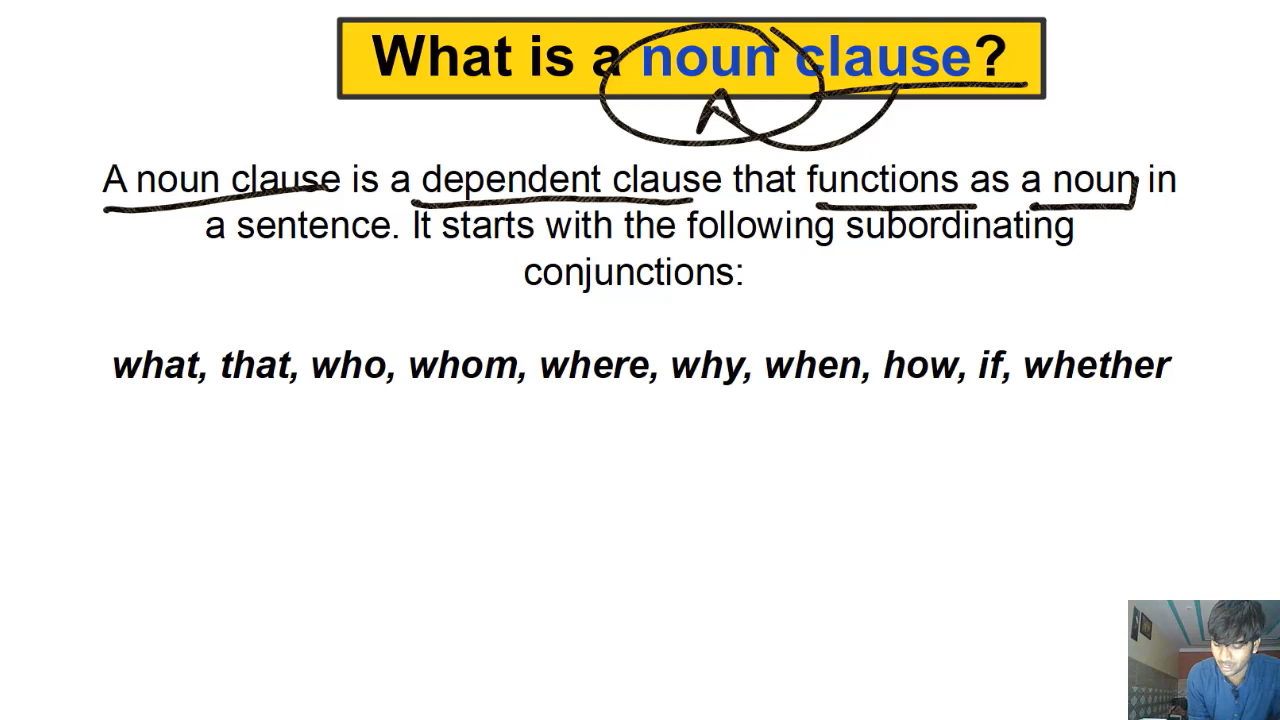 What is a noun clause?
A noun clause is a dependent clause that functions as a noun in
a sentence. It starts with the following subordinating
conjunctions:
what, that, who, whom, where, why, when, how, if, whether